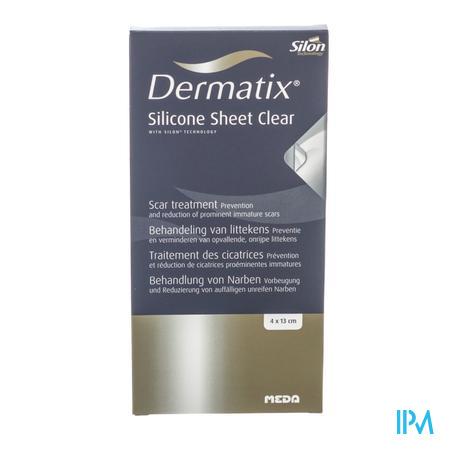 Silon
technology
Dermatix®
Silicone Sheet Clear
WITH SILON® TECHNOLOGY
Scar treatment Prevention
and reduction of prominent immature scars
Behandeling van littekens Preventie
en verminderen van opvallende, onrijpe littekens
Traitement des cicatrices Prévention
et réduction de cicatrices proéminentes immatures
Behandlung von Narben Vorbeugung
und Reduzierung von auffälligen unreifen Narben
4 x 13 cm
MEDA
IPM